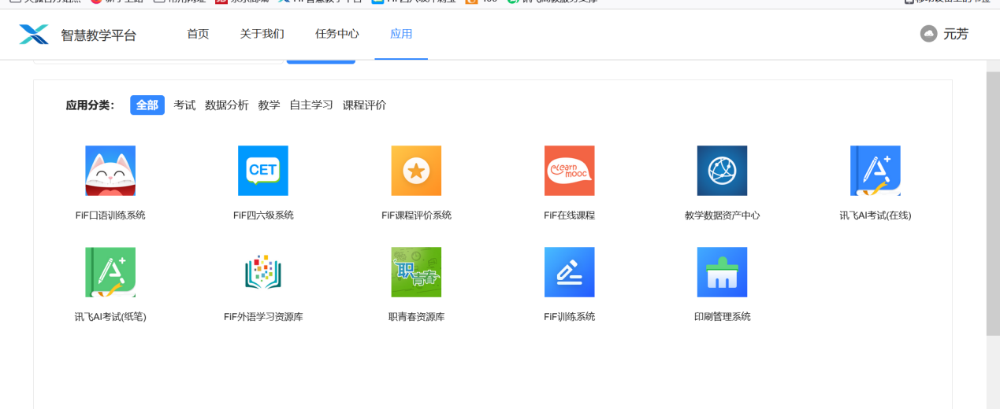 智慧教学平台 首页 关于我们 任务中心 应用 元芳
应用分类： 全部 考试 数据分析 教学 自主学习 课程评价
CET
elearn
mooc
FiF口语训练系统 FiF四六级系统 FiF课程评价系统 FiF在线课程 教学数据资产中心 讯飞AI考试(在线)
职
青春
讯飞AI考试(纸笔) FiF外语学习资源库 职青春资源库 FiF训练系统 印刷管理系统